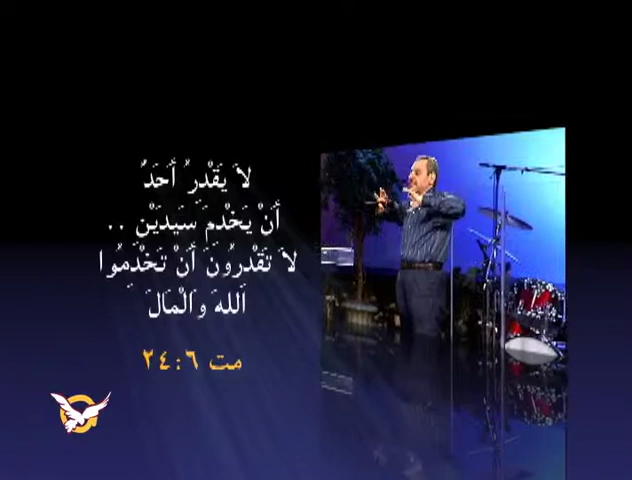 لاَ يَقْدِرُ أَحَدٌ
أَنْ يَخْدِمَ سَيِّدَيْنِ ..
لاَ تَقْدِرُونَ أَنْ تَخْدِمُوا
اللهَ وَالْمَالَ
مت ٦:٢٤